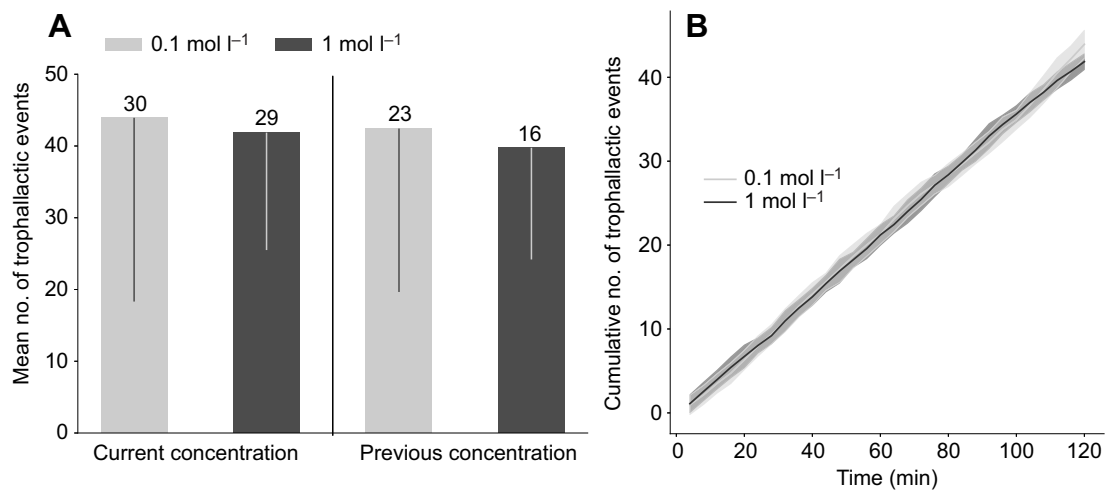 A
0.1 mol l⁻¹ 1 mol l⁻¹
Mean no. of trophallactic events
50
40
30
20
10
0
30
29
23
16
Current concentration
Previous concentration
B
Cumulative no. of trophallactic events
40
30
20
10
0
0.1 mol l⁻¹
1 mol l⁻¹
0 20 40 60 80 100 120
Time (min)